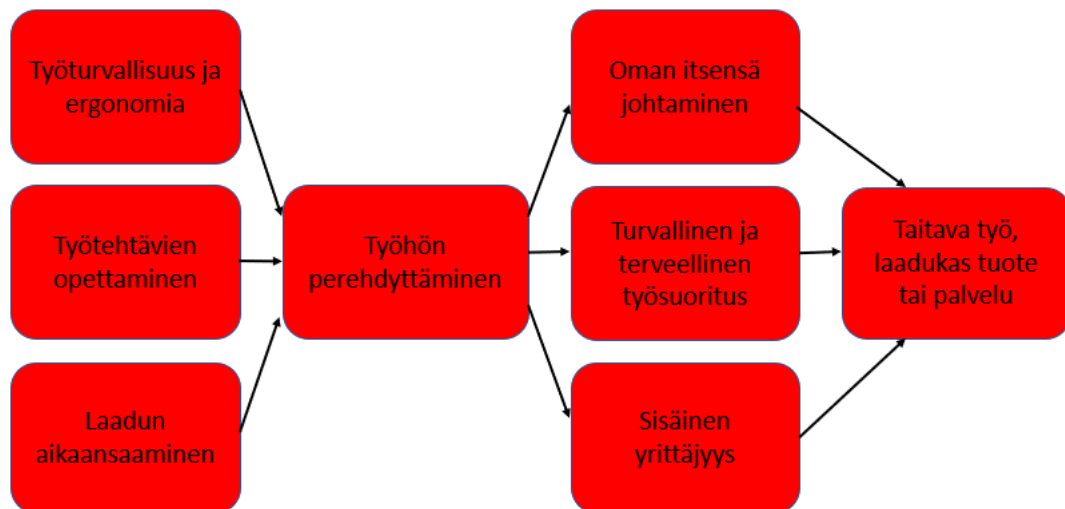 Työturvallisuus ja
ergonomia
Työtehtävien
opettaminen
Laadun
aikaansaaminen
Työhön
perehdyttäminen
Oman itsensä
johtaminen
Turvallinen ja
terveellinen
työsuoritus
Sisäinen
yrittäjyys
Taitava työ,
laadukas tuote
tai palvelu